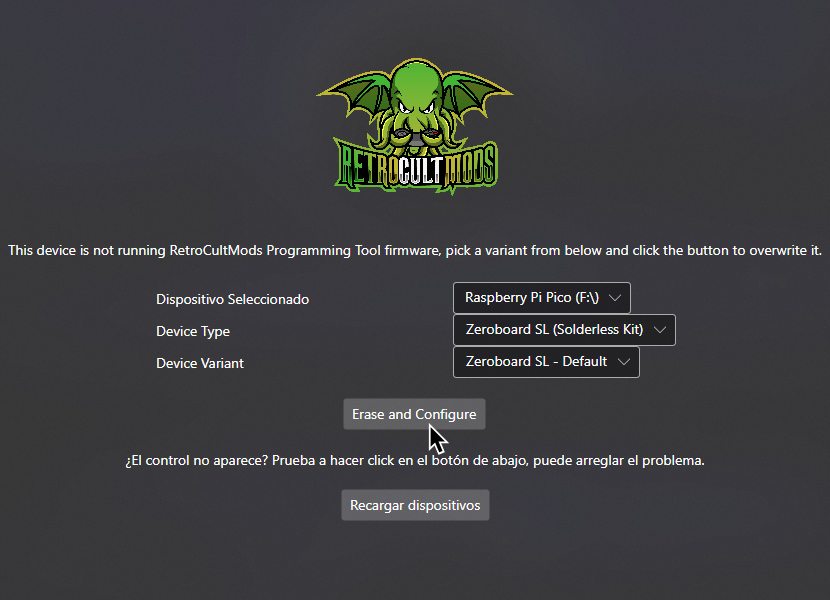 RETROCULTMODS
This device is not running RetroCultMods Programming Tool firmware, pick a variant from below and click the button to overwrite it.
Dispositivo Seleccionado Raspberry Pi Pico (F:\)
Device Type Zeroboard SL (Solderless Kit)
Device Variant Zeroboard SL - Default
Erase and Configure
¿El control no aparece? Prueba a hacer click en el botón de abajo, puede arreglar el problema.
Recargar dispositivos